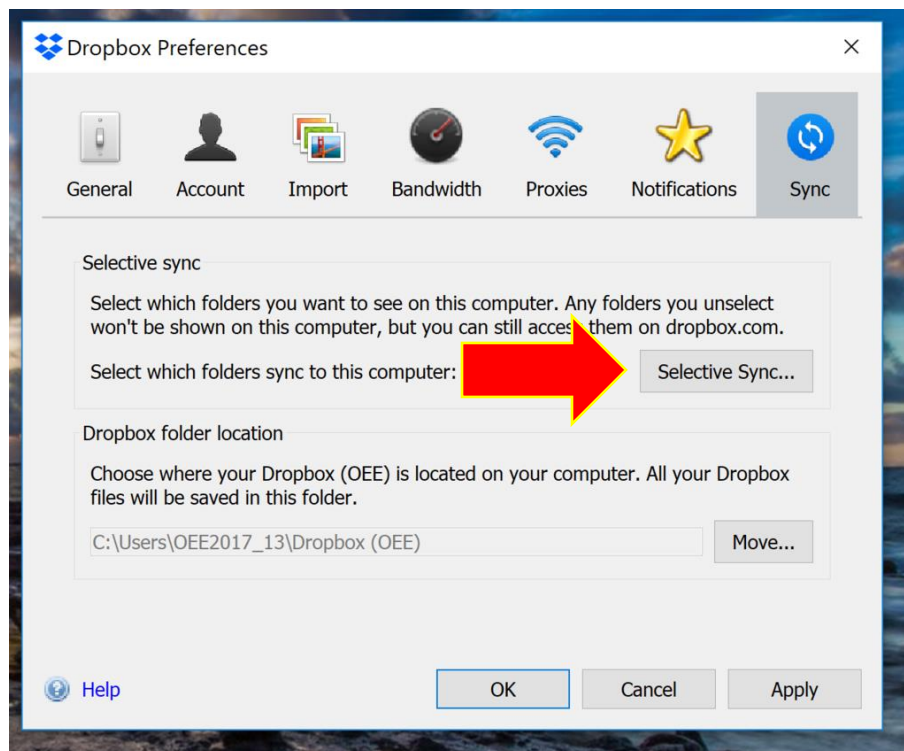 Dropbox Preferences
General Account Import Bandwidth Proxies Notifications Sync
Selective sync
Select which folders you want to see on this computer. Any folders you unselect
won't be shown on this computer, but you can still access them on dropbox.com.
Select which folders sync to this computer: Selective Sync...
Dropbox folder location
Choose where your Dropbox (OEE) is located on your computer. All your Dropbox
files will be saved in this folder.
C:\Users\OEE2017_13\Dropbox (OEE) Move...
Help OK Cancel Apply